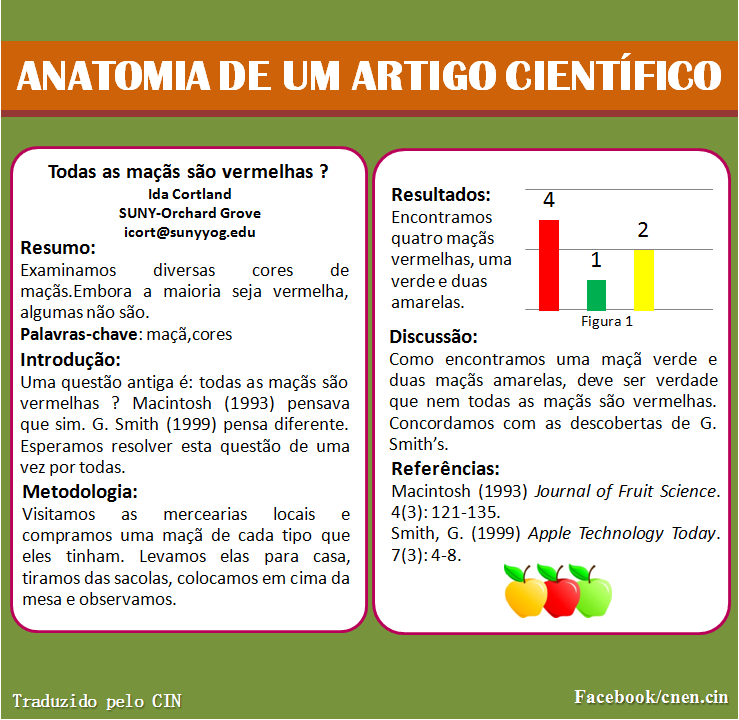 ANATOMIA DE UM ARTIGO CIENTÍFICO
Todas as maçãs são vermelhas ?
Ida Cortland
SUNY-Orchard Grove
icort@sunyyog.edu
Resumo:
Examinamos diversas cores de
maçãs.Embora a maioria seja vermelha,
algumas não são.
Palavras-chave: maçã,cores
Introdução:
Uma questão antiga é: todas as maçãs são
vermelhas ? Macintosh (1993) pensava
que sim. G. Smith (1999) pensa diferente.
Esperamos resolver esta questão de uma
vez por todas.
Metodologia:
Visitamos as mercearias locais e
compramos uma maçã de cada tipo que
eles tinham. Levamos elas para casa,
tiramos das sacolas, colocamos em cima da
mesa e observamos.
Resultados:
Encontramos
quatro maçãs
vermelhas, uma
verde e duas
amarelas.
4
1
2
Figura 1
Discussão:
Como encontramos uma maçã verde e
duas maçãs amarelas, deve ser verdade
que nem todas as maçãs são vermelhas.
Concordamos com as descobertas de G.
Smith’s.
Referências:
Macintosh (1993) Journal of Fruit Science.
4(3): 121-135.
Smith, G. (1999) Apple Technology Today.
7(3): 4-8.
Traduzido pelo CIN
Facebook/cnen.cin